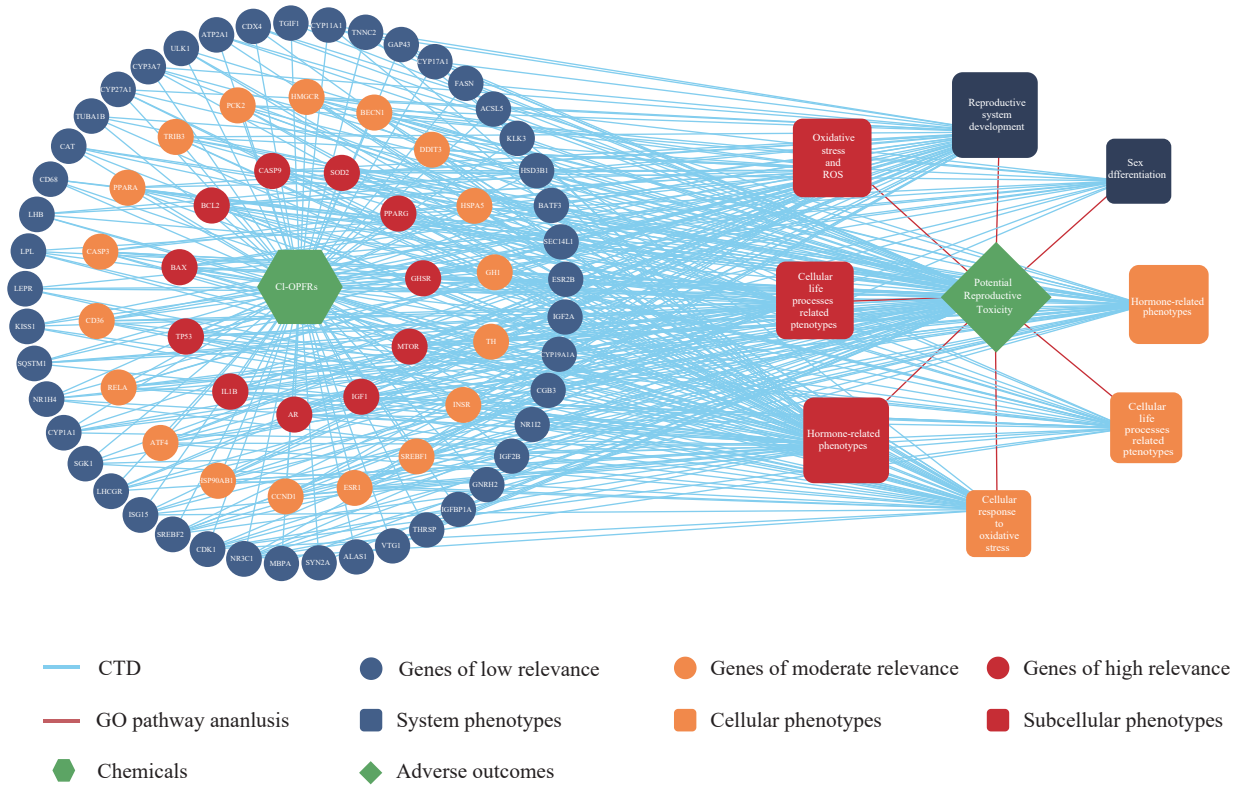 TGIF1
CYP11A1
TNNC2
GAP43
CYP17A1
FASN
ACSL5
KLK3
HSD3B1
BATF3
SEC14L1
ESR2B
IGF2A
CYP19A1A
CGB3
NR1I2
IGF2B
GNRH2
IGFBP1A
THRSP
VTG1
ALAS1
SYN2A
MBPA
NR3C1
CDK1
SREBF2
ISG15
LHCGR
SGK1
CYP1A1
NR1H4
SQSTM1
KISS1
LEPR
LPL
LHB
CD68
CAT
TUBA1B
CYP27A1
CYP3A7
ULK1
ATP2A1
CDX4
HMGCR
BECN1
DDIT3
HSPA5
GH1
TH
INSR
SREBF1
ESR1
CCND1
HSP90AB1
ATF4
RELA
CD36
CASP3
PPARA
TRIB3
PCK2
SOD2
PPARG
GHSR
MTOR
IGF1
AR
IL1B
TP53
BAX
BCL2
CASP9
Cl-OPFRs
Oxidative
stress
and
ROS
Cellular
life
processes
related
ptenotypes
Hormone-related
phenotypes
Reproductive
system
development
Sex
dfferentiation
Potential
Reproductive
Toxicity
Hormone-related
phenotypes
Cellular
life
processes
related
ptenotypes
Cellular
response
to
oxidative
stress
CTD
Genes of low relevance
Genes of moderate relevance
Genes of high relevance
GO pathway ananlusis
System phenotypes
Cellular phenotypes
Subcellular phenotypes
Chemicals
Adverse outcomes